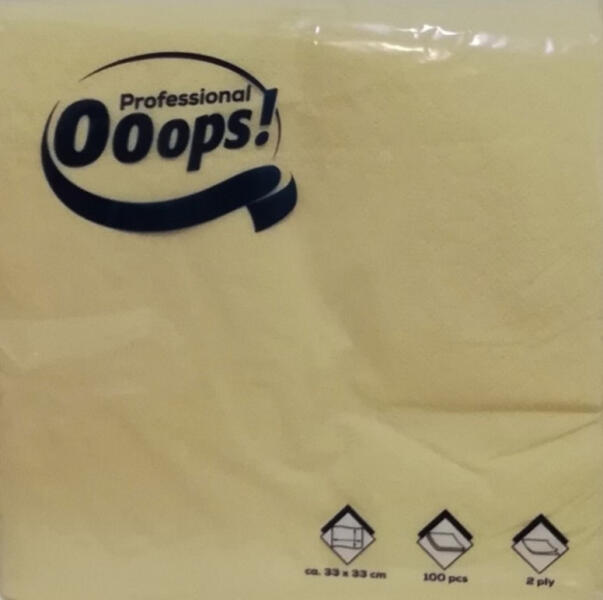 Professional
Ooops!
ca. 33 x 33 cm
100 pcs
2 ply